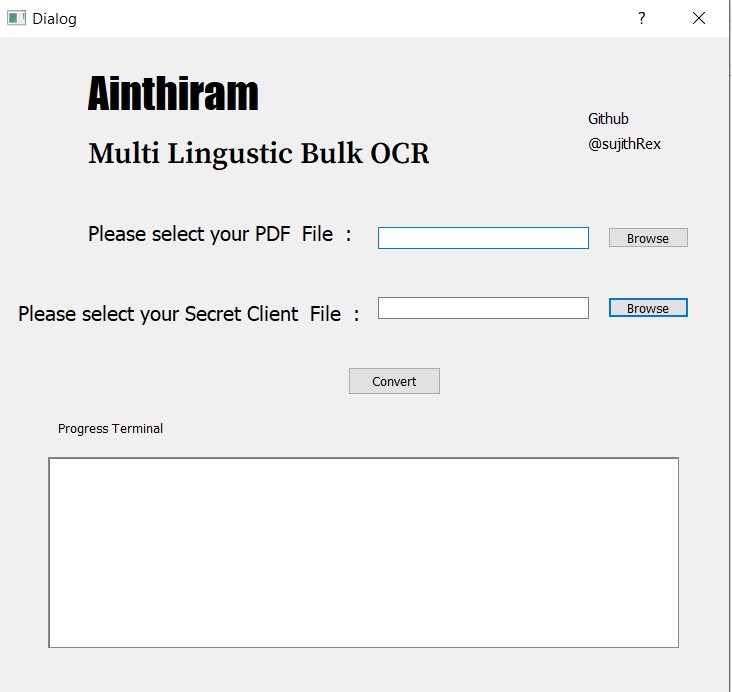 Dialog
?
Ainthiram
Github
Multi Lingustic Bulk OCR
@sujithRex
Please select your PDF  File  :
Browse
Please select your Secret Client  File  :
Browse
Convert
Progress Terminal